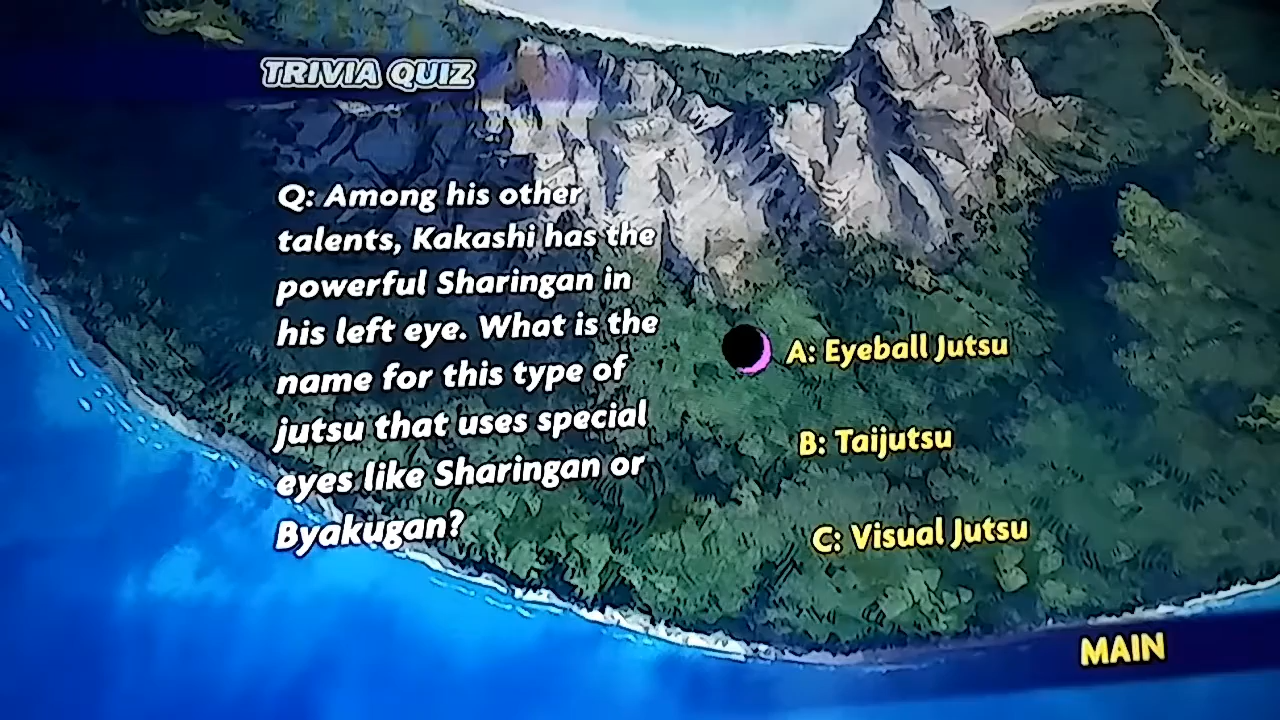 TRIVIA QUIZ
Q: Among his other
talents, Kakashi has the
powerful Sharingan in
his left eye. What is the
name for this type of
jutsu that uses special
eyes like Sharingan or
Byakugan?
A: Eyeball Jutsu
B: Taijutsu
C: Visual Jutsu
MAIN